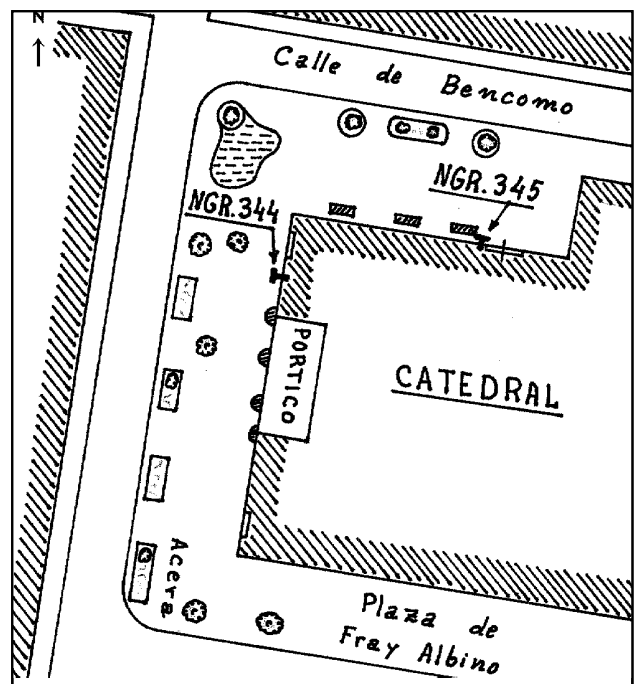 N
Calle de Bencomo
NGR.345
NGR.344
PORTICO
CATEDRAL
Acera
Plaza de
Fray Albino